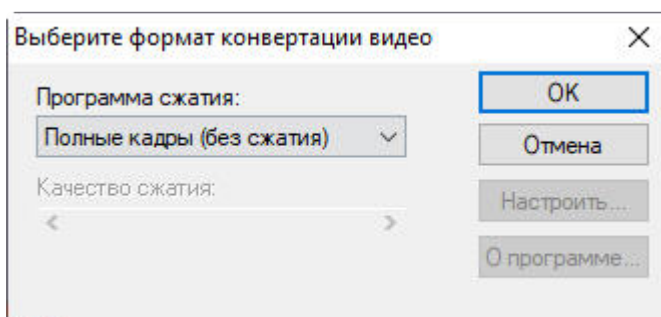 Выберите формат конвертации видео
Программа сжатия:
Полные кадры (без сжатия)
Качество сжатия:
OK
Отмена
Настроить...
О программе...